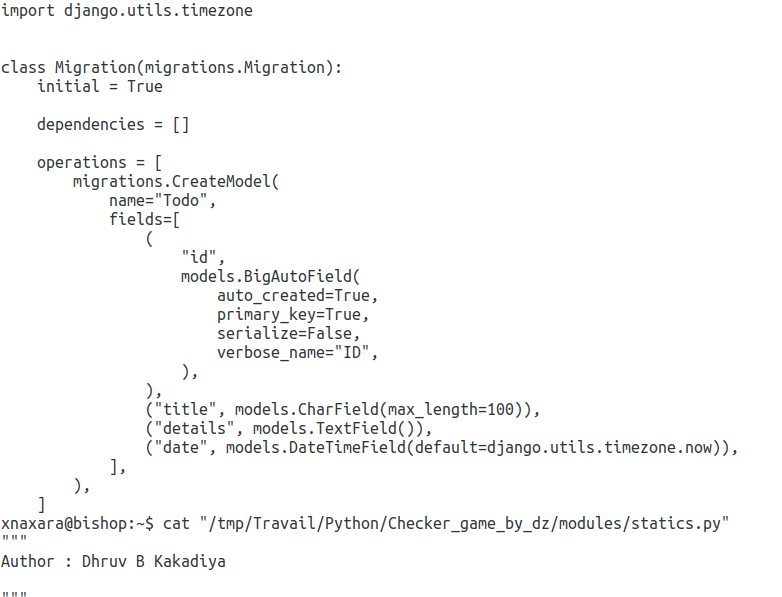 import django.utils.timezone


class Migration(migrations.Migration):
    initial = True

    dependencies = []

    operations = [
        migrations.CreateModel(
            name="Todo",
            fields=[
                (
                    "id",
                    models.BigAutoField(
                        auto_created=True,
                        primary_key=True,
                        serialize=False,
                        verbose_name="ID",
                    ),
                ),
                ("title", models.CharField(max_length=100)),
                ("details", models.TextField()),
                ("date", models.DateTimeField(default=django.utils.timezone.now)),
            ],
        ),
    ]
xnaxara@bishop:~$ cat "/tmp/Travail/Python/Checker_game_by_dz/modules/statics.py"
"""
Author : Dhruv B Kakadiya

"""